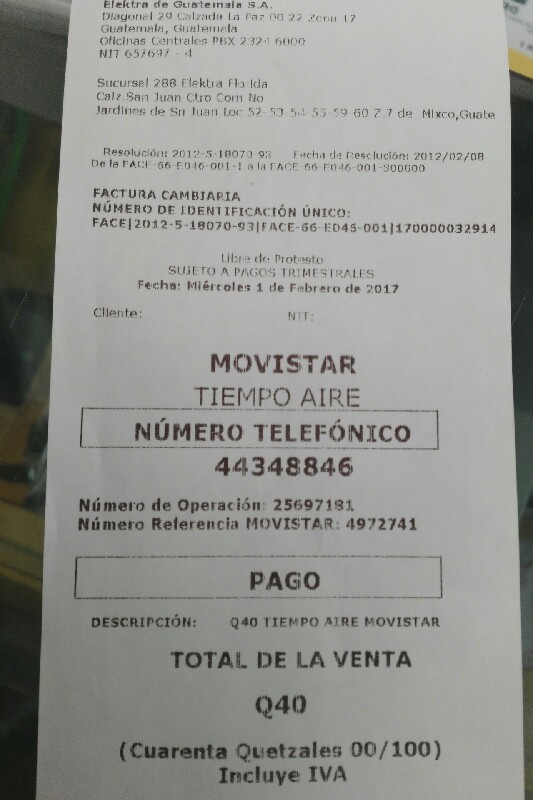 Elektra de Guatemala S.A.
Diagonal 29 Calzada La Paz 00 22 Zona 17
Guatemala, Guatemala
Oficinas Centrales PBX 2324 6000
NIT 657697 - 4
Sucursal 288 Elektra Florida
Calz.San Juan Ctro Com No
Jardines de Sn Juan Loc 52-53-54-55-59-60 Z.7 de Mixco,Guate
Resolución: 2012-5-18070-93 Fecha de Resolución: 2012/02/08
De la FACE-66-E046-001-1 a la FACE-66-E046-001-800000
FACTURA CAMBIARIA
NÚMERO DE IDENTIFICACIÓN ÚNICO:
FACE|2012-5-18070-93|FACE-66-E046-001|170000032914
Libre de Protesto
SUJETO A PAGOS TRIMESTRALES
Fecha: Miércoles 1 de Febrero de 2017
Cliente: NIT:
MOVISTAR
TIEMPO AIRE
NÚMERO TELEFÓNICO
44348846
Número de Operación: 25697181
Número Referencia MOVISTAR: 4972741
PAGO
DESCRIPCIÓN: Q40 TIEMPO AIRE MOVISTAR
TOTAL DE LA VENTA
Q40
(Cuarenta Quetzales 00/100)
Incluye IVA